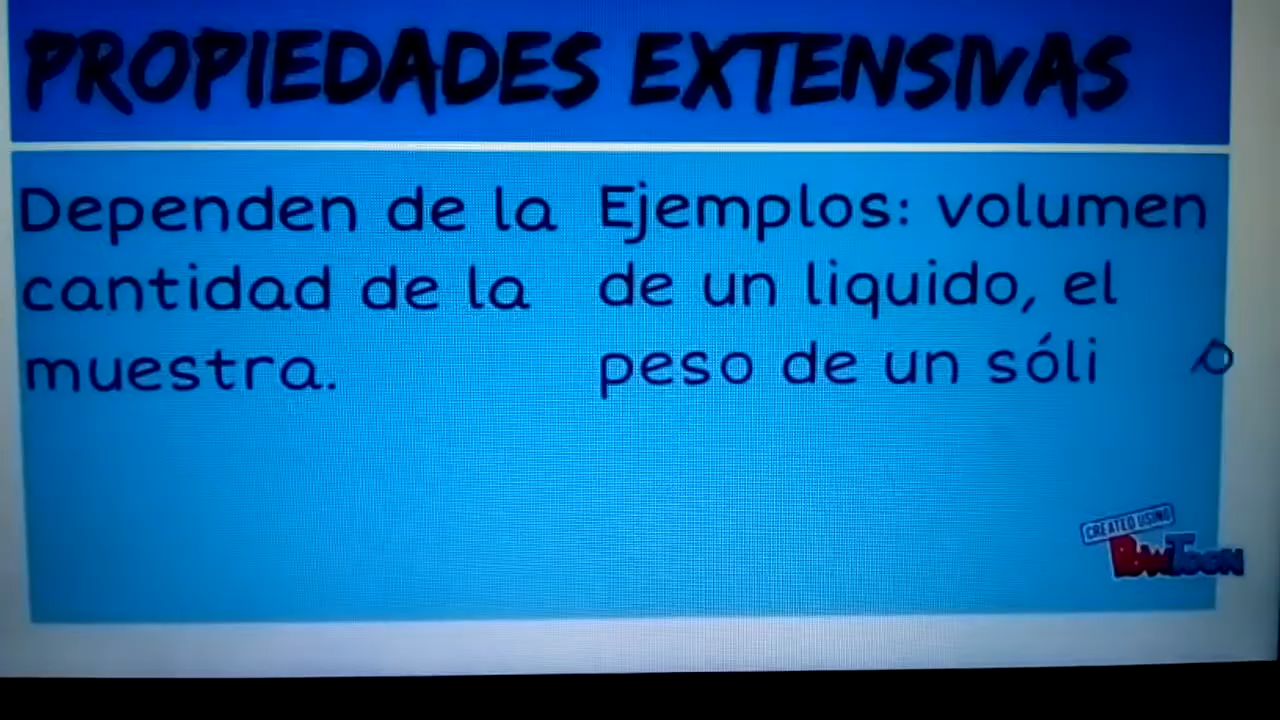 PROPIEDADES EXTENSIVAS
Dependen de la
cantidad de la
muestra.
Ejemplos: volumen
de un liquido, el
peso de un sóli
o
CREATED USING
PowToon